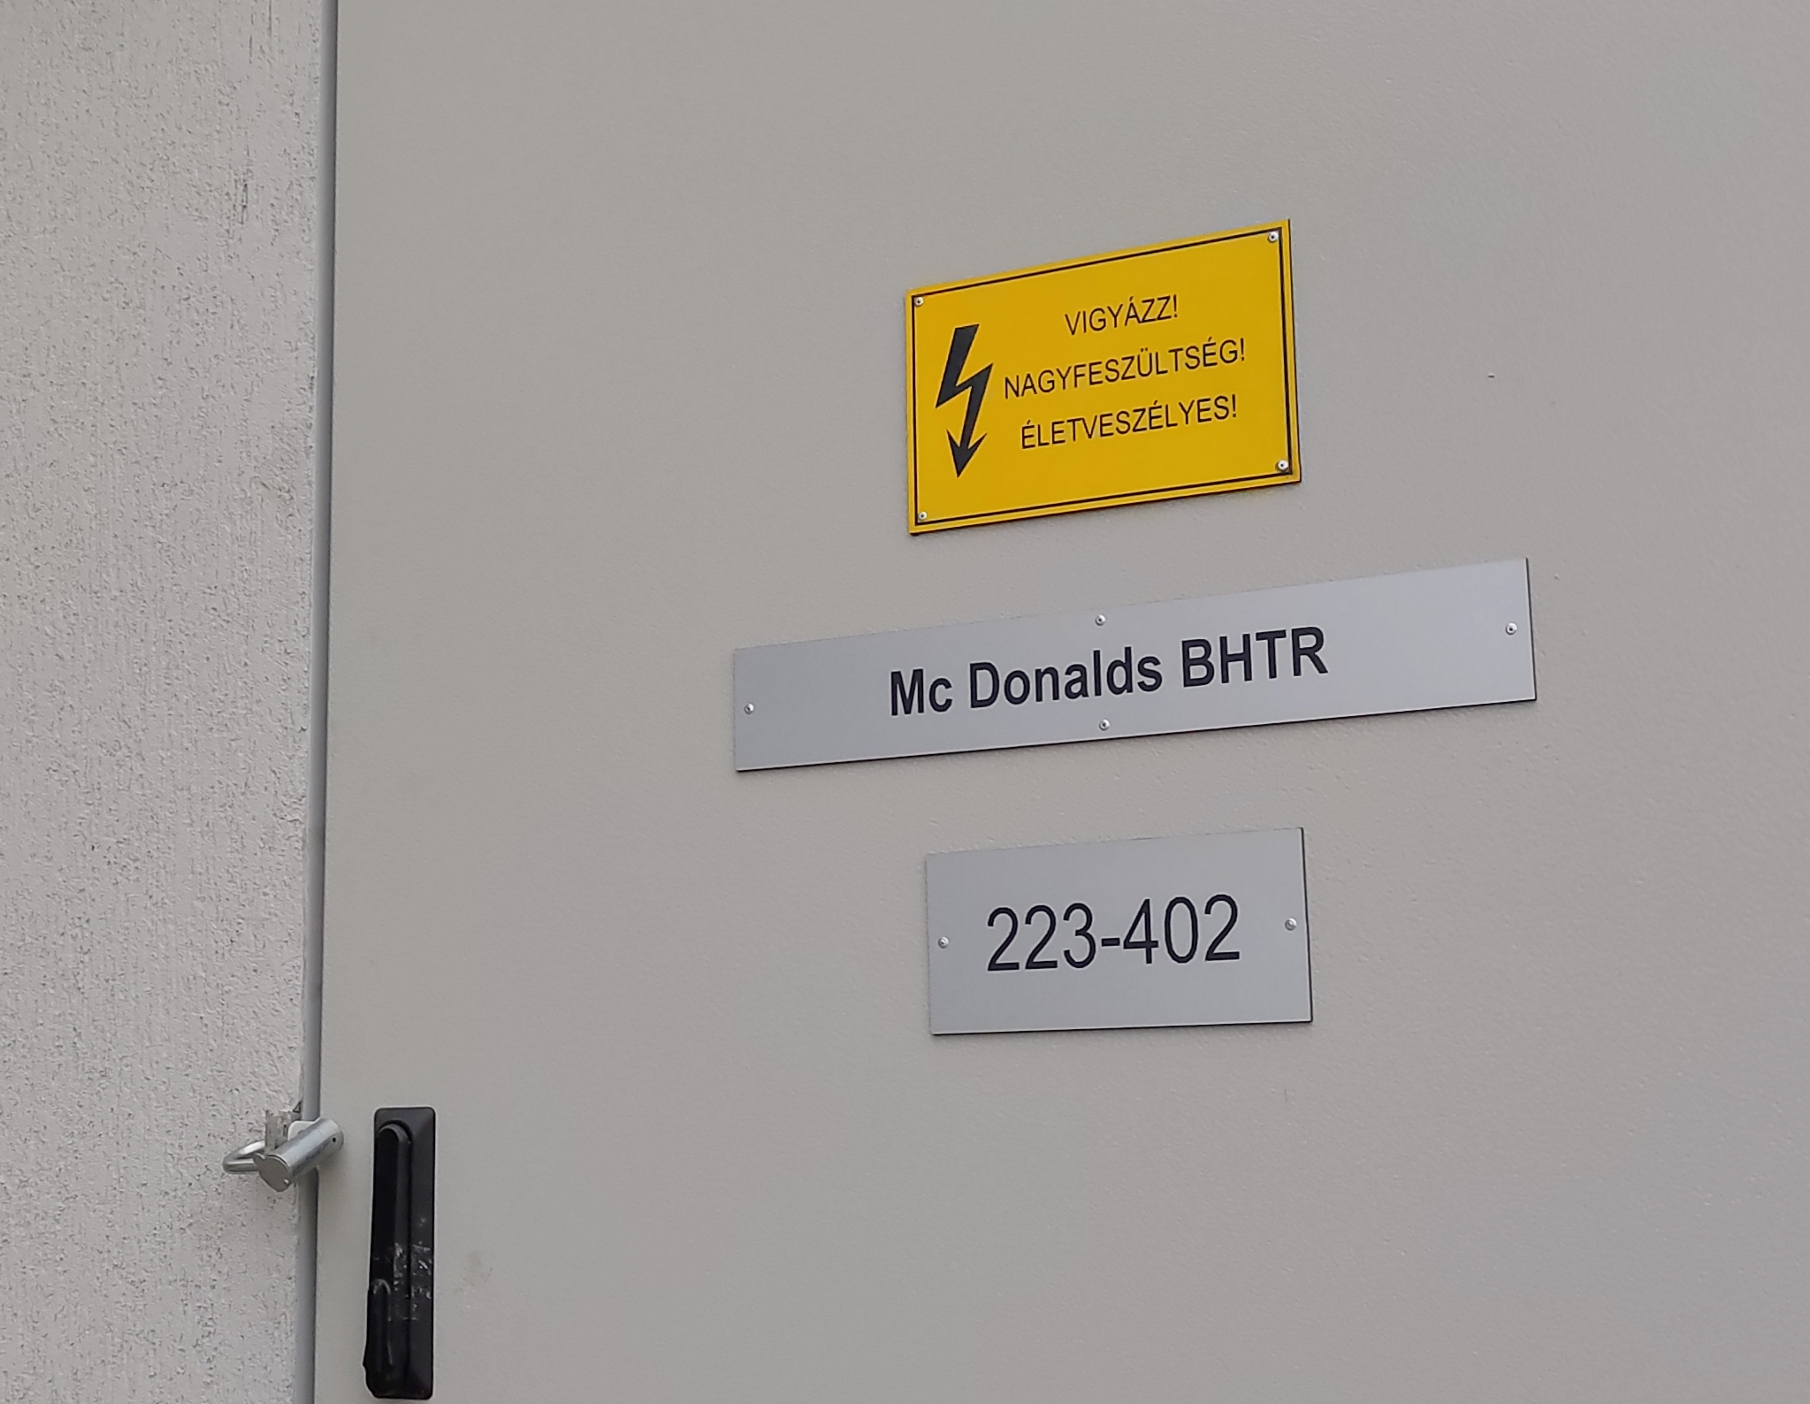 VIGYÁZZ!
NAGYFESZÜLTSÉG!
ÉLETVESZÉLYES!
Mc Donalds BHTR
223-402